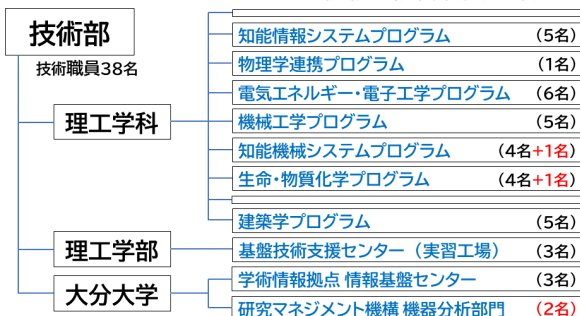 技術部
技術職員38名
理工学科
知能情報システムプログラム （5名）
物理学連携プログラム （1名）
電気エネルギー・電子工学プログラム （6名）
機械工学プログラム （5名）
知能機械システムプログラム （4名+1名）
生命・物質化学プログラム （4名+1名）
建築学プログラム （5名）
理工学部
基盤技術支援センター（実習工場） （3名）
大分大学
学術情報拠点 情報基盤センター （3名）
研究マネジメント機構 機器分析部門 （2名）